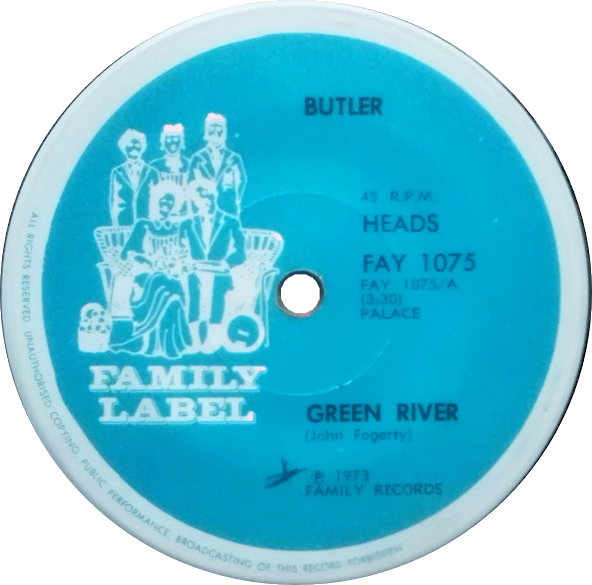 BUTLER
45 R.P.M.
HEADS
FAY 1075
FAY 1075/A
(3:30)
PALACE
FAMILY
LABEL
GREEN RIVER
(John Fogerty)
℗ 1973
FAMILY RECORDS
ALL RIGHTS RESERVED. UNAUTHORISED COPYING, PUBLIC PERFORMANCE, BROADCASTING OF THIS RECORD FORBIDDEN